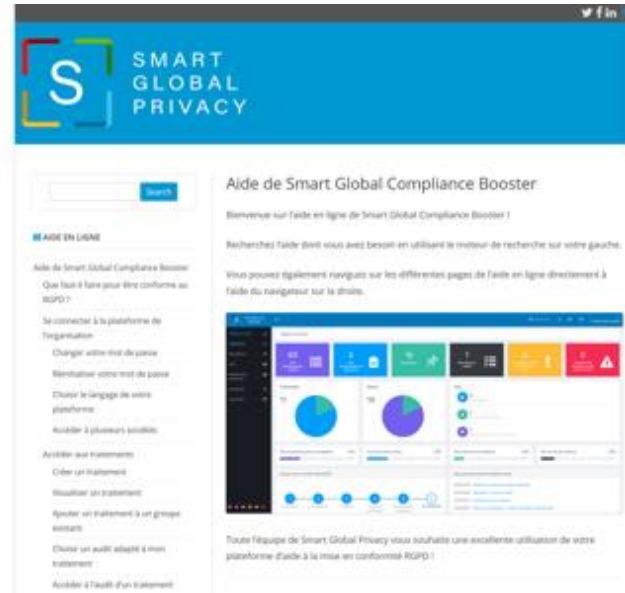 S
SMART
GLOBAL
PRIVACY
Search
AIDE EN LIGNE
Aide de Smart Global Compliance Booster
Que faut il faire pour être conforme au
RGPD ?
Se connecter à la plateforme de
l'organisation
Changer votre mot de passe
Réinitialiser votre mot de passe
Choisir le langage de votre
plateforme
Accéder à plusieurs sociétés
Accéder aux traitements
Créer un traitement
Visualiser un traitement
Ajouter un traitement à un groupe
existant
Choisir un audit adapté à mon
traitement
Accéder à l'audit d'un traitement
Aide de Smart Global Compliance Booster
Bienvenue sur l'aide en ligne de Smart Global Compliance Booster !
Recherchez l'aide dont vous avez besoin en utilisant le moteur de recherche sur votre gauche.
Vous pouvez également naviguez sur les différentes pages de l'aide en ligne directement à
l'aide du navigateur sur la droite.
Toute l'équipe de Smart Global Privacy vous souhaite une excellente utilisation de votre
plateforme d'aide à la mise en conformité RGPD !